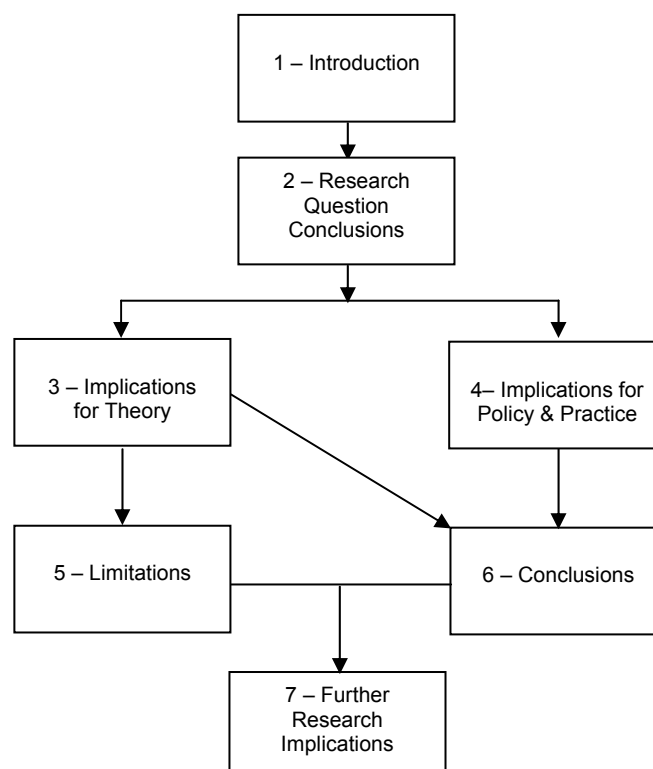 1 – Introduction
2 – Research
Question
Conclusions
3 – Implications
for Theory
4– Implications for
Policy & Practice
5 – Limitations
6 – Conclusions
7 – Further
Research
Implications